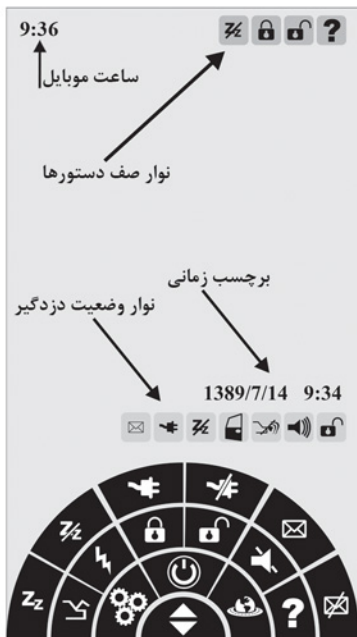 9:36
ساعت موبایل
نوار صف دستورها
برچسب زمانی
نوار وضعیت دزدگیر
1389/7/14 9:34